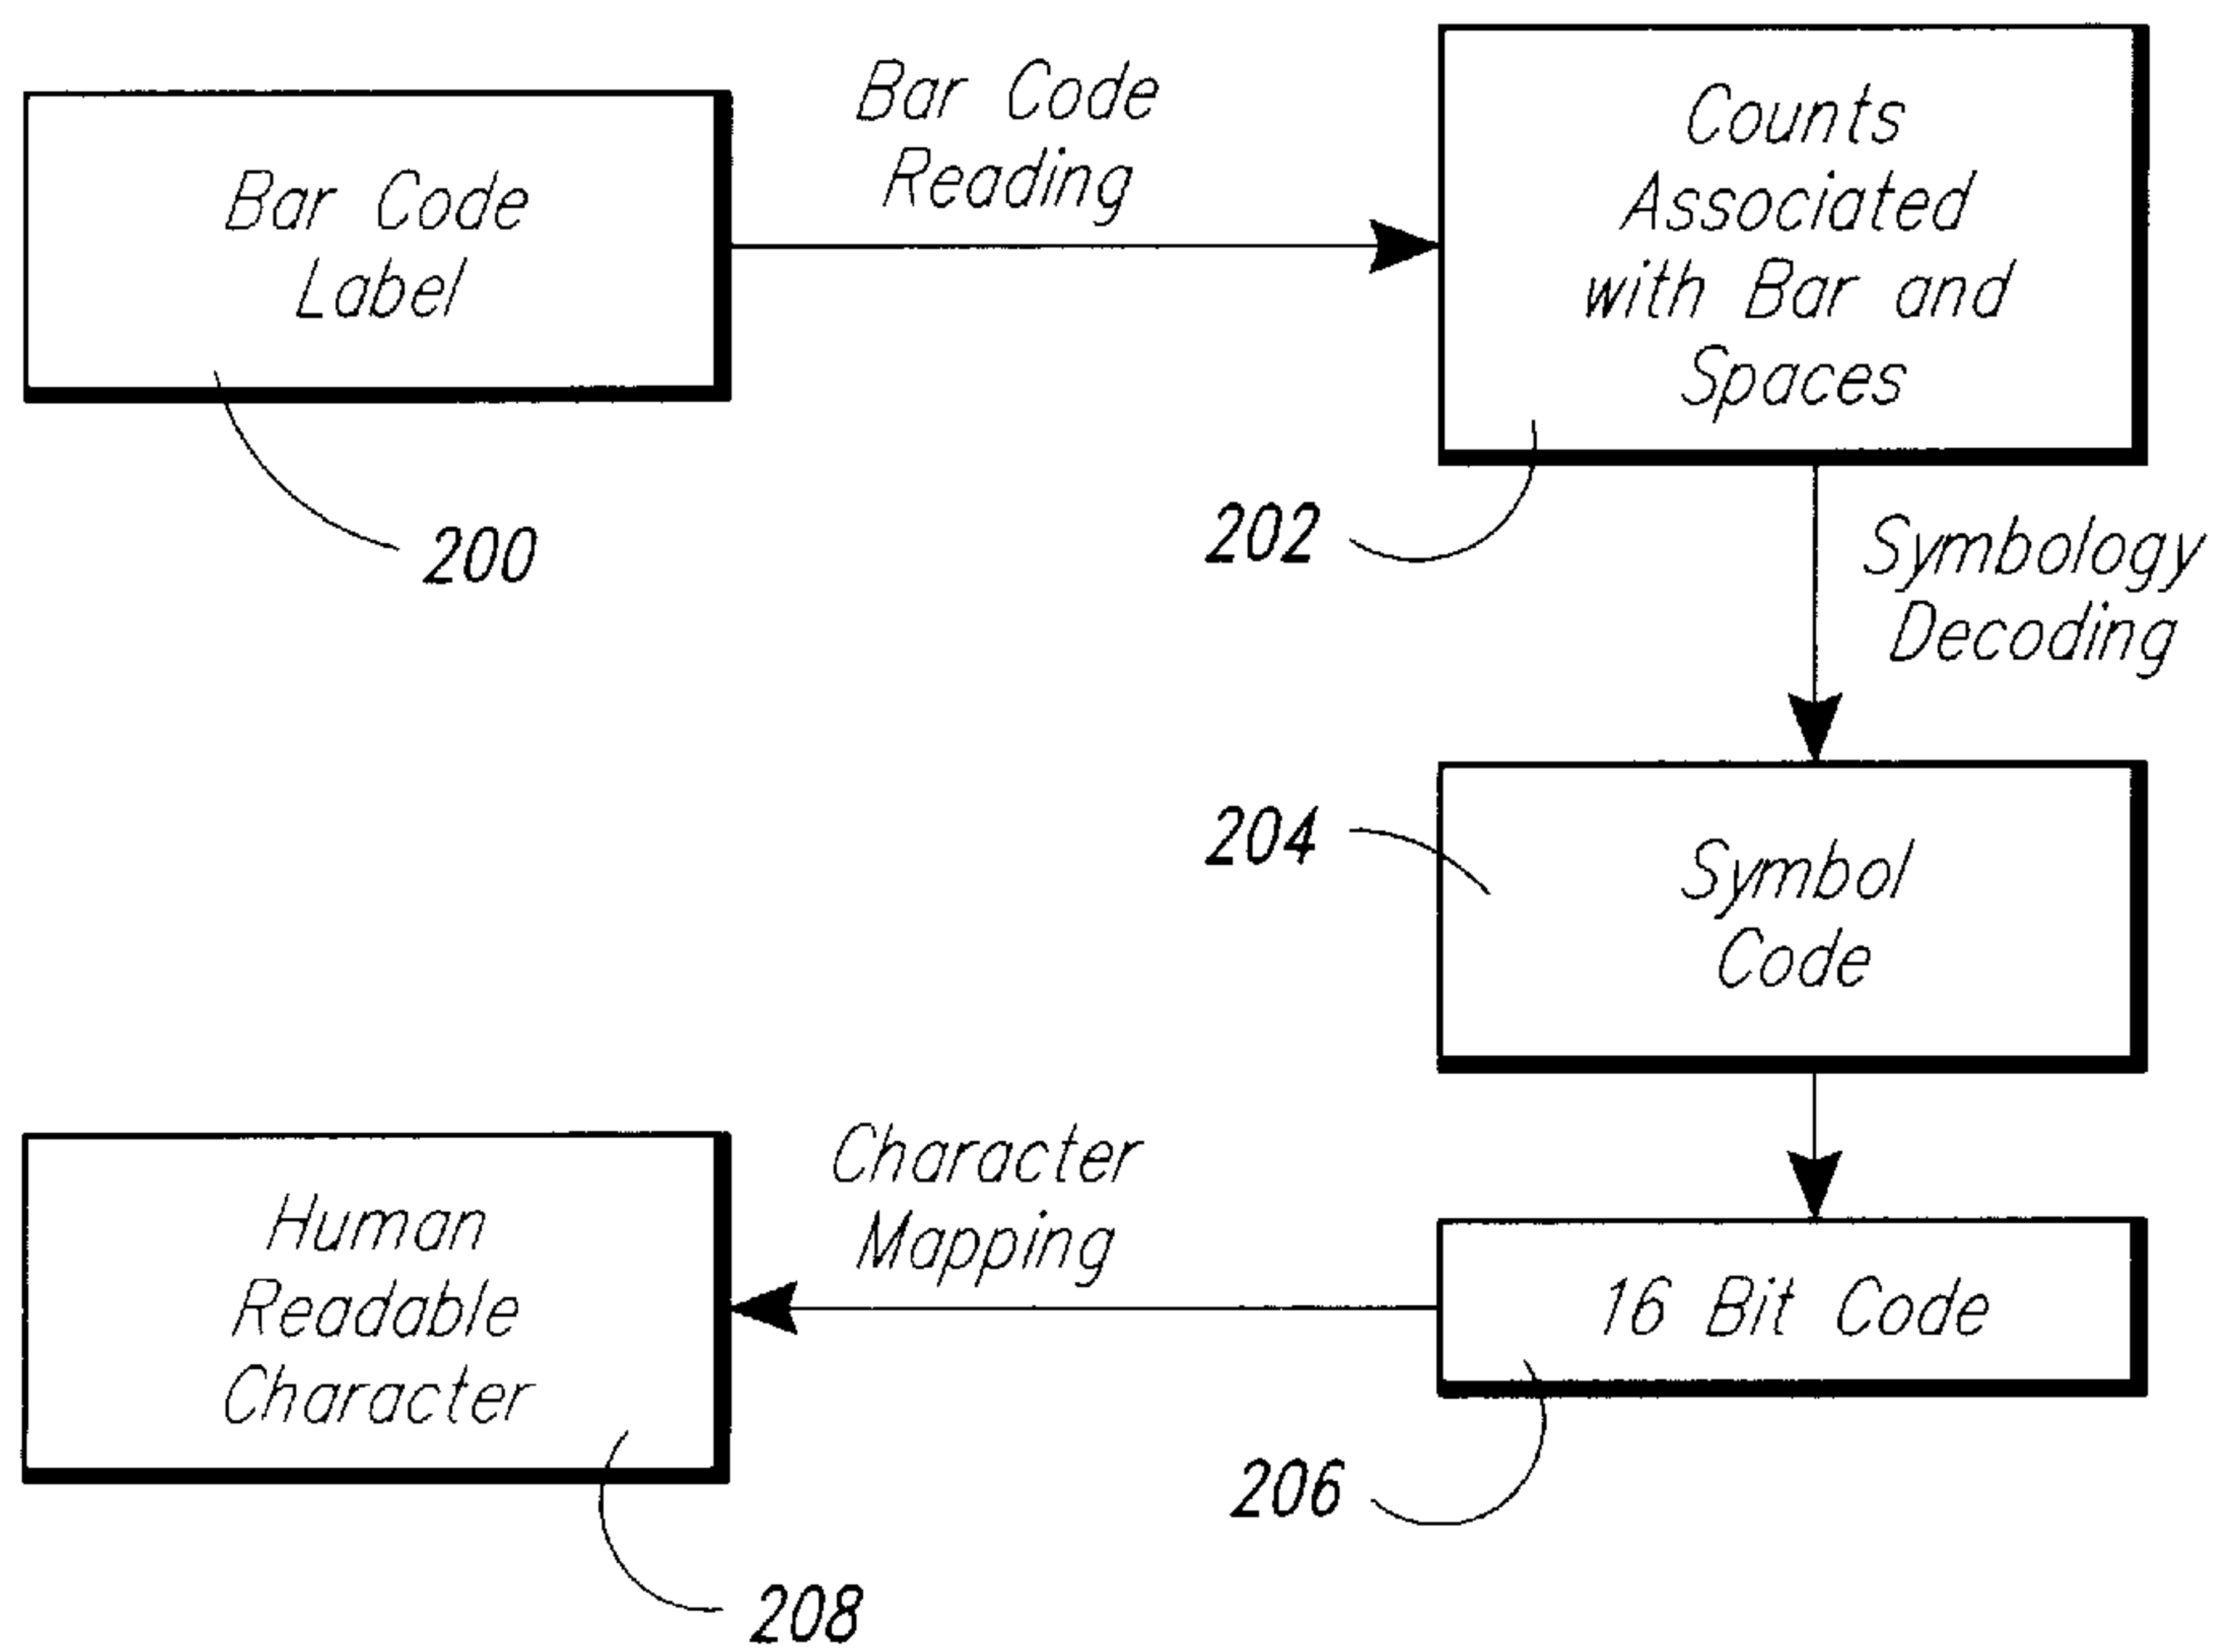 Bar Code
Label
200
Bar Code
Reading
Counts
Associated
with Bar and
Spaces
202
Symbology
Decoding
204
Symbol
Code
16 Bit Code
206
Character
Mapping
Human
Readable
Character
208